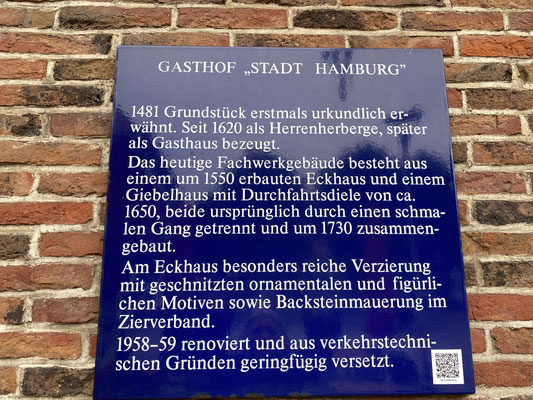 GASTHOF „STADT HAMBURG”
1481 Grundstück erstmals urkundlich er-
wähnt. Seit 1620 als Herrenherberge, später
als Gasthaus bezeugt.
Das heutige Fachwerkgebäude besteht aus
einem um 1550 erbauten Eckhaus und einem
Giebelhaus mit Durchfahrtsdiele von ca.
1650, beide ursprünglich durch einen schma-
len Gang getrennt und um 1730 zusammen-
gebaut.
Am Eckhaus besonders reiche Verzierung
mit geschnitzten ornamentalen und figürli-
chen Motiven sowie Backsteinmauerung im
Zierverband.
1958–59 renoviert und aus verkehrstechni-
schen Gründen geringfügig versetzt.